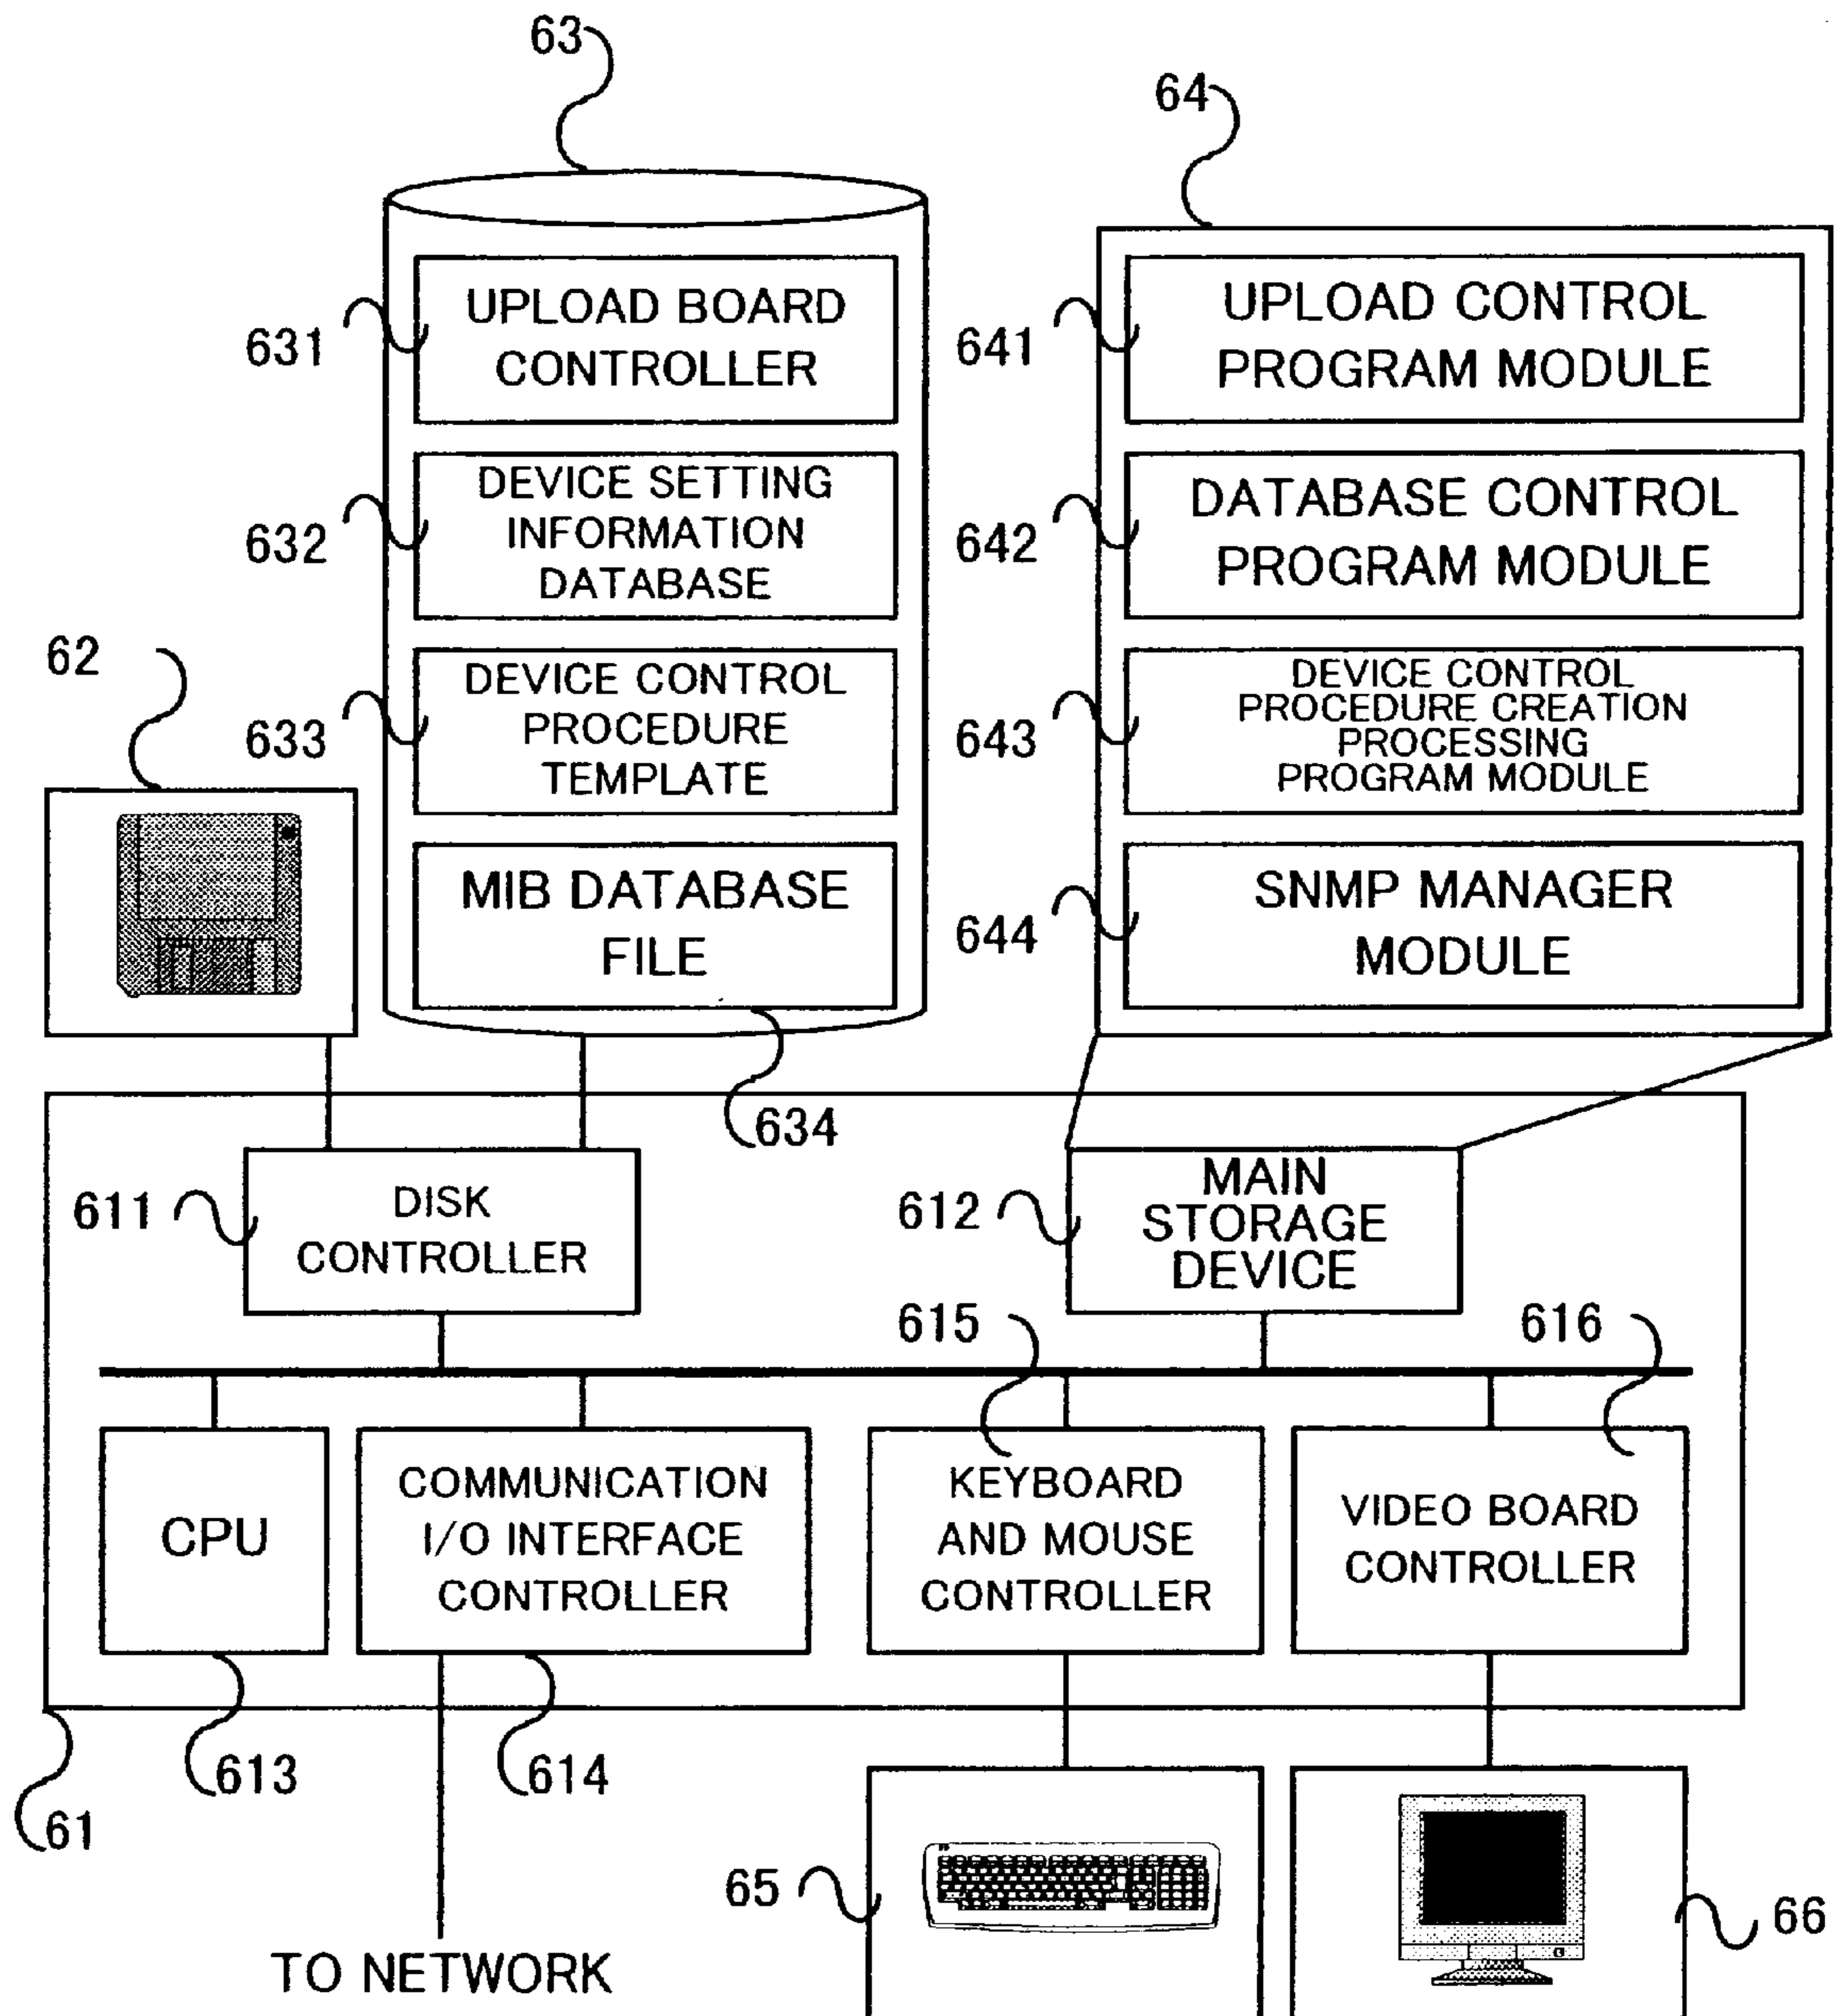 63
64
631
UPLOAD BOARD
CONTROLLER
641
UPLOAD CONTROL
PROGRAM MODULE
632
DEVICE SETTING
INFORMATION
DATABASE
642
DATABASE CONTROL
PROGRAM MODULE
62
633
DEVICE CONTROL
PROCEDURE
TEMPLATE
643
DEVICE CONTROL
PROCEDURE CREATION
PROCESSING
PROGRAM MODULE
MIB DATABASE
FILE
644
SNMP MANAGER
MODULE
634
611
DISK
CONTROLLER
612
MAIN
STORAGE
DEVICE
615
616
CPU
COMMUNICATION
I/O INTERFACE
CONTROLLER
KEYBOARD
AND MOUSE
CONTROLLER
VIDEO BOARD
CONTROLLER
613
614
61
65
66
TO NETWORK